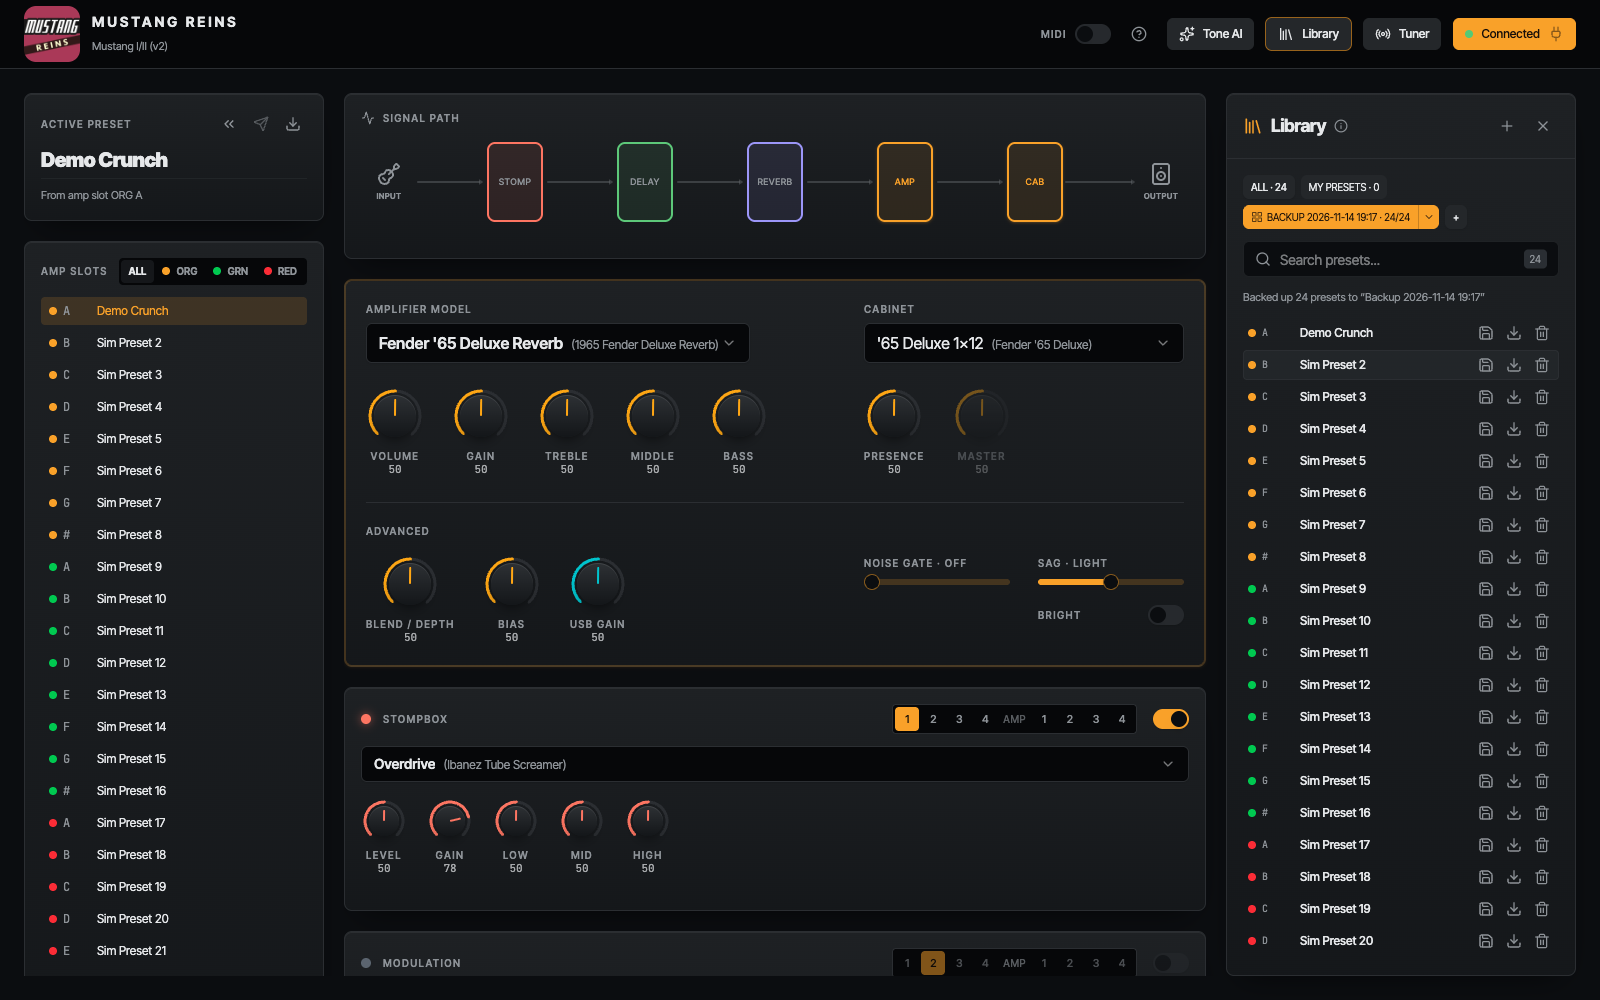 MUSTANG
REINS
MUSTANG REINS
Mustang I/II (v2)
MIDI
Tone AI
Library
Tuner
Connected
ACTIVE PRESET
Demo Crunch
From amp slot ORG A
AMP SLOTS
ALL ORG GRN RED
A Demo Crunch
B Sim Preset 2
C Sim Preset 3
D Sim Preset 4
E Sim Preset 5
F Sim Preset 6
G Sim Preset 7
# Sim Preset 8
A Sim Preset 9
B Sim Preset 10
C Sim Preset 11
D Sim Preset 12
E Sim Preset 13
F Sim Preset 14
G Sim Preset 15
# Sim Preset 16
A Sim Preset 17
B Sim Preset 18
C Sim Preset 19
D Sim Preset 20
E Sim Preset 21
SIGNAL PATH
INPUT STOMP DELAY REVERB AMP CAB OUTPUT
AMPLIFIER MODEL
Fender '65 Deluxe Reverb (1965 Fender Deluxe Reverb)
CABINET
'65 Deluxe 1×12 (Fender '65 Deluxe)
VOLUME GAIN TREBLE MIDDLE BASS PRESENCE MASTER
50 50 50 50 50 50 50
ADVANCED
BLEND / DEPTH BIAS USB GAIN
50 50 50
NOISE GATE · OFF
SAG · LIGHT
BRIGHT
STOMPBOX
1 2 3 4 AMP 1 2 3 4
Overdrive (Ibanez Tube Screamer)
LEVEL GAIN LOW MID HIGH
50 78 50 50 50
MODULATION
1 2 3 4 AMP 1 2 3 4
Library
ALL · 24 MY PRESETS · 0
BACKUP 2026-11-14 19:17 · 24/24 +
Search presets... 24
Backed up 24 presets to “Backup 2026-11-14 19:17”
A Demo Crunch
B Sim Preset 2
C Sim Preset 3
D Sim Preset 4
E Sim Preset 5
F Sim Preset 6
G Sim Preset 7
# Sim Preset 8
A Sim Preset 9
B Sim Preset 10
C Sim Preset 11
D Sim Preset 12
E Sim Preset 13
F Sim Preset 14
G Sim Preset 15
# Sim Preset 16
A Sim Preset 17
B Sim Preset 18
C Sim Preset 19
D Sim Preset 20